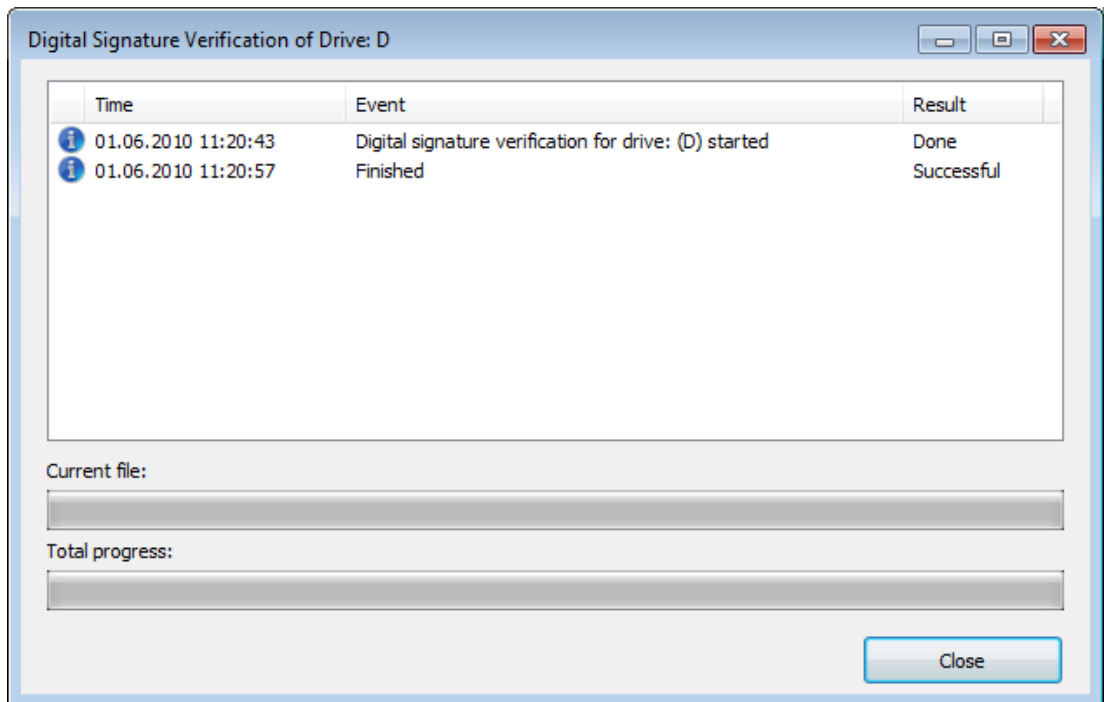 Digital Signature Verification of Drive: D
Time Event Result
01.06.2010 11:20:43 Digital signature verification for drive: (D) started Done
01.06.2010 11:20:57 Finished Successful
Current file:
Total progress:
Close